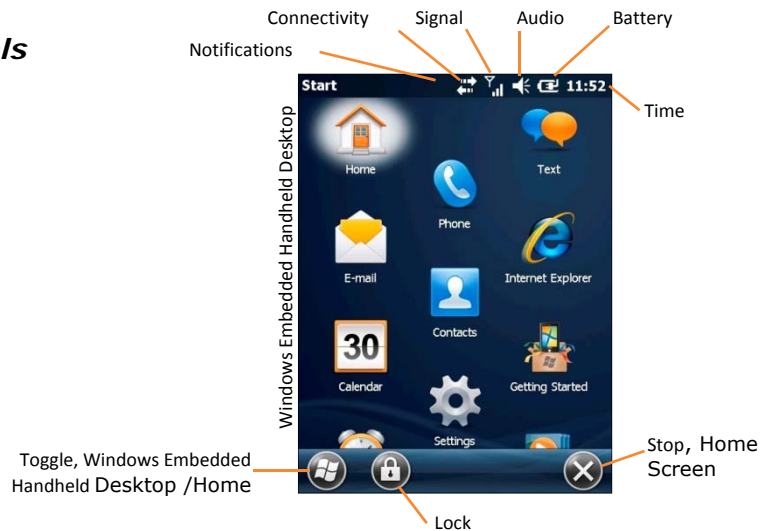 Connectivity Signal Audio Battery
ls
Notifications
Start 11:52
Time
Windows Embedded Handheld Desktop
Home
Text
Phone
E-mail
Internet Explorer
Contacts
30
Calendar
Getting Started
Settings
Toggle, Windows Embedded
Handheld Desktop /Home
Stop, Home
Screen
Lock